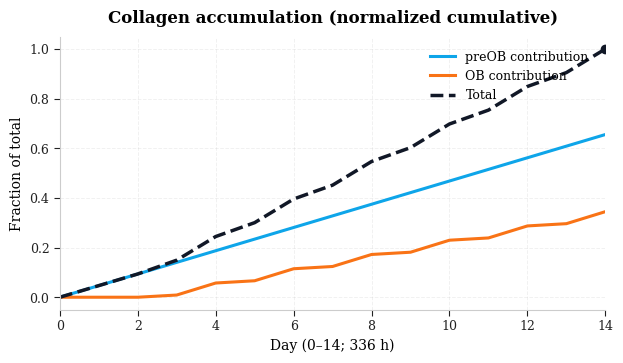 Collagen accumulation (normalized cumulative)
preOB contribution
OB contribution
Total
Fraction of total
1.0
0.8
0.6
0.4
0.2
0.0
0 2 4 6 8 10 12 14
Day (0–14; 336 h)